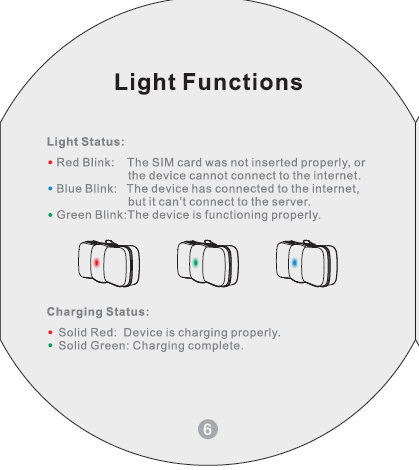 Light Functions
Light Status:
• Red Blink: The SIM card was not inserted properly, or
the device cannot connect to the internet.
• Blue Blink: The device has connected to the internet,
but it can't connect to the server.
• Green Blink:The device is functioning properly.
Charging Status:
• Solid Red: Device is charging properly.
• Solid Green: Charging complete.
6